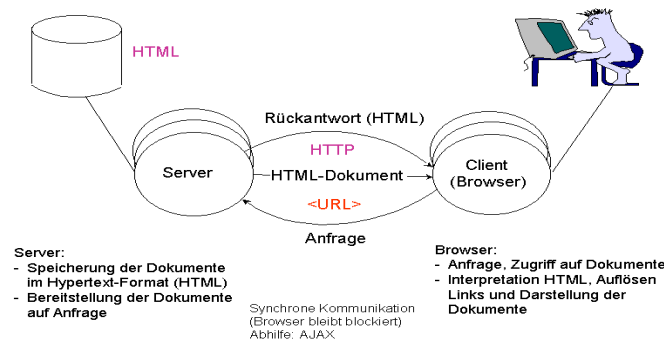 HTML
Rückantwort (HTML)
HTTP
Server
HTML-Dokument
Client
(Browser)
<URL>
Anfrage
Server:
- Speicherung der Dokumente
im Hypertext-Format (HTML)
- Bereitstellung der Dokumente
auf Anfrage
Synchrone Kommunikation
(Browser bleibt blockiert)
Abhilfe: AJAX
Browser:
- Anfrage, Zugriff auf Dokumente
- Interpretation HTML, Auflösen
Links und Darstellung der
Dokumente